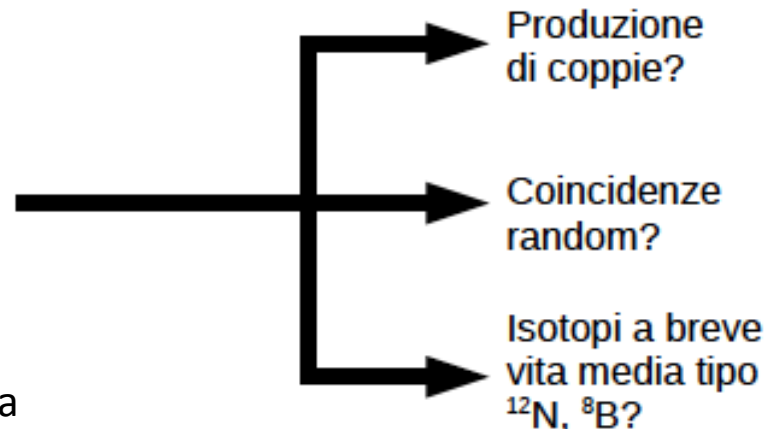 Produzione
di coppie?
Coincidenze
random?
Isotopi a breve
vita media tipo
¹²N, ⁸B?
a